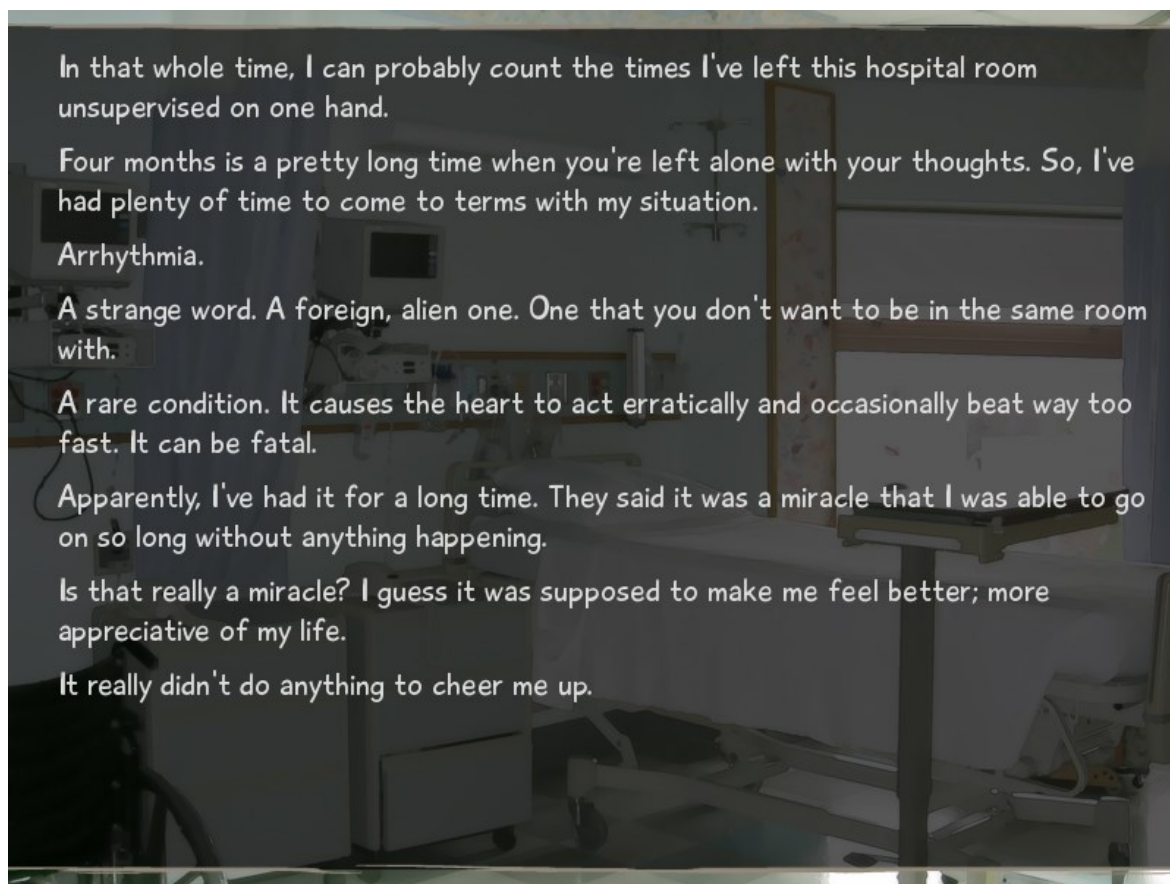 In that whole time, I can probably count the times I've left this hospital room
unsupervised on one hand.
Four months is a pretty long time when you're left alone with your thoughts. So, I've
had plenty of time to come to terms with my situation.
Arrhythmia.
A strange word. A foreign, alien one. One that you don't want to be in the same room
with.
A rare condition. It causes the heart to act erratically and occasionally beat way too
fast. It can be fatal.
Apparently, I've had it for a long time. They said it was a miracle that I was able to go
on so long without anything happening.
Is that really a miracle? I guess it was supposed to make me feel better; more
appreciative of my life.
It really didn't do anything to cheer me up.